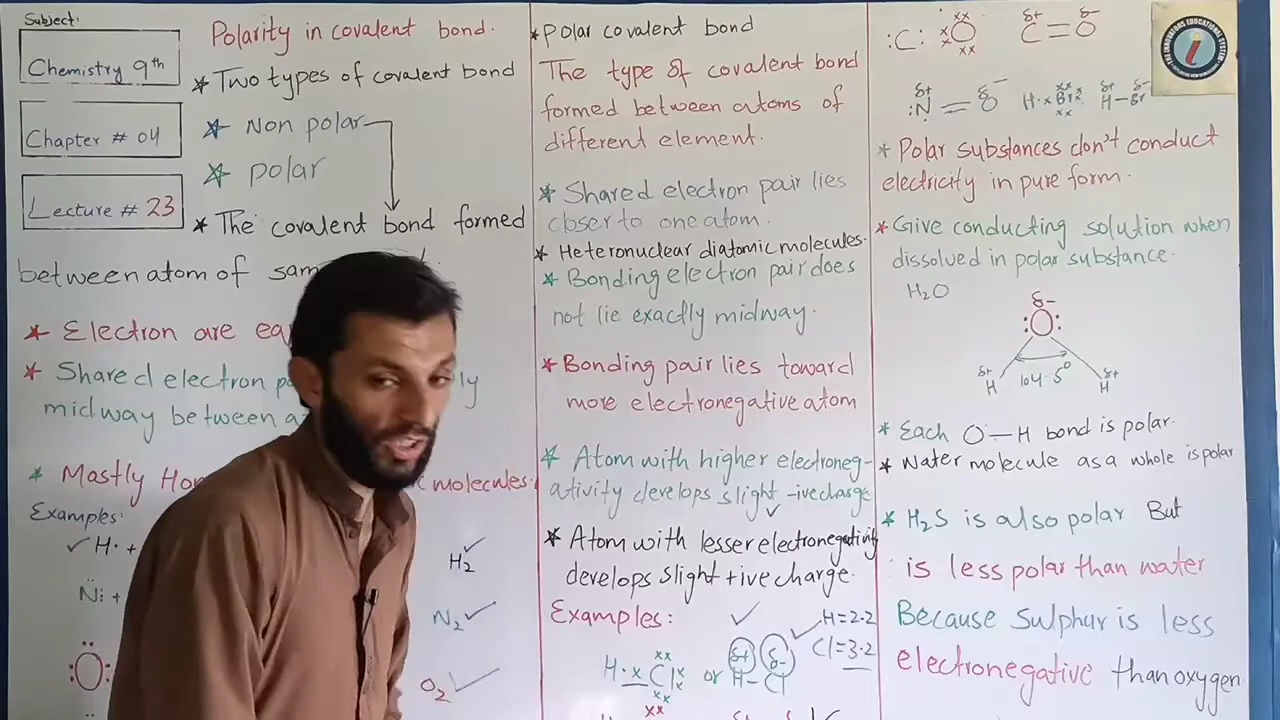 Subject:
Chemistry 9th
Chapter # 04
Lecture # 23
Polarity in covalent bond.
* Two types of covalent bond
* Non polar
* polar
* The covalent bond formed
between atom of
* Electron are
* Shared electron
midway between
* Mostly
molecules.
Examples:
✓ H· +
H2 ✓
N2 ✓
O2 ✓
* Polar covalent bond
The type of covalent bond
formed between atoms of
different element.
* Shared electron pair lies
closer to one atom.
* Heteronuclear diatomic molecules.
* Bonding electron pair does
not lie exactly midway.
* Bonding pair lies toward
more electronegative atom
* Atom with higher electroneg-
ativity develops slight -ive charge
* Atom with lesser electronegativity
develops slight +ive charge.
Examples: ✓
H = 2.2
Cl = 3.2
H · x Cl or H - Cl
δ+ δ-
:C: O C = O
δ+ δ-
:N = O H · x Br H - Br
* Polar substances don't conduct
electricity in pure form.
* Give conducting solution when
dissolved in polar substance.
H2O
δ-
:O:
δ+ H 104.5° δ+ H
* Each O-H bond is polar.
* Water molecule as a whole is polar
* H2S is also polar But
is less polar than water
Because Sulphur is less
electronegative than oxygen